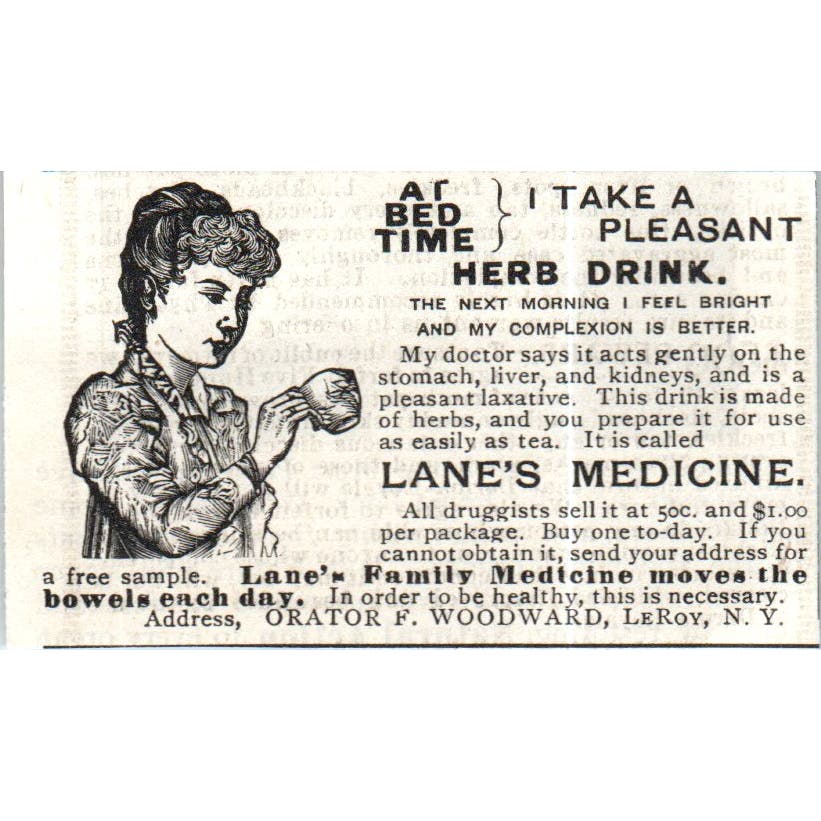 AT
BED
TIME
I TAKE A
PLEASANT
HERB DRINK.
THE NEXT MORNING I FEEL BRIGHT
AND MY COMPLEXION IS BETTER.
My doctor says it acts gently on the
stomach, liver, and kidneys, and is a
pleasant laxative. This drink is made
of herbs, and you prepare it for use
as easily as tea. It is called
LANE'S MEDICINE.
All druggists sell it at 50c. and $1.00
per package. Buy one to-day. If you
cannot obtain it, send your address for
a free sample. Lane's Family Medicine moves the
bowels each day. In order to be healthy, this is necessary.
Address, ORATOR F. WOODWARD, LEROY, N. Y.